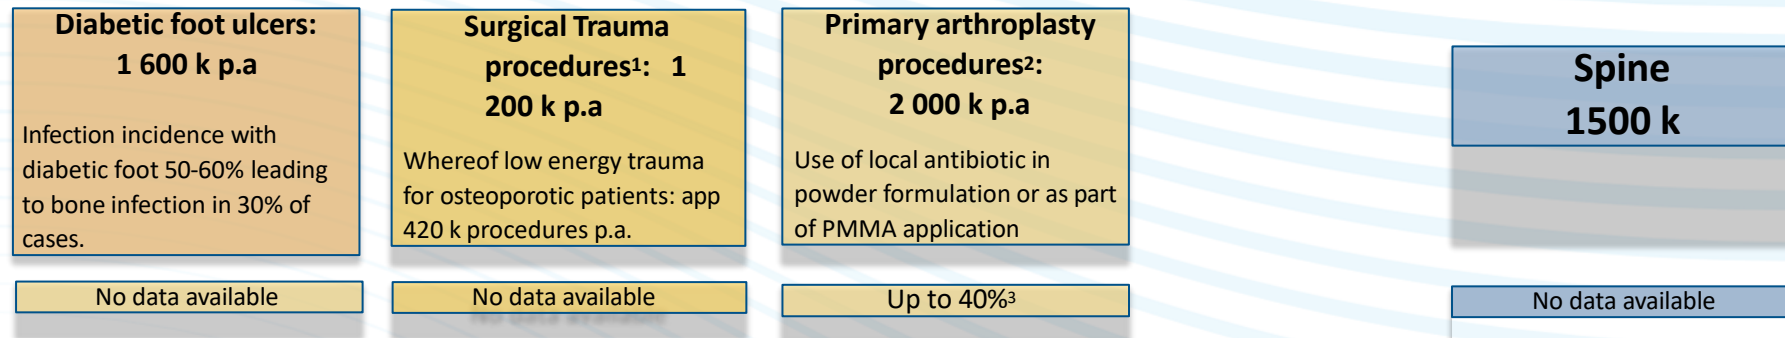 Diabetic foot ulcers:
1 600 k p.a
Infection incidence with
diabetic foot 50-60% leading
to bone infection in 30% of
cases.
No data available
Surgical Trauma
procedures¹: 1
200 k p.a
Whereof low energy trauma
for osteoporotic patients: app
420 k procedures p.a.
No data available
Primary arthroplasty
procedures²:
2 000 k p.a
Use of local antibiotic in
powder formulation or as part
of PMMA application
Up to 40%³
Spine
1500 k
No data available